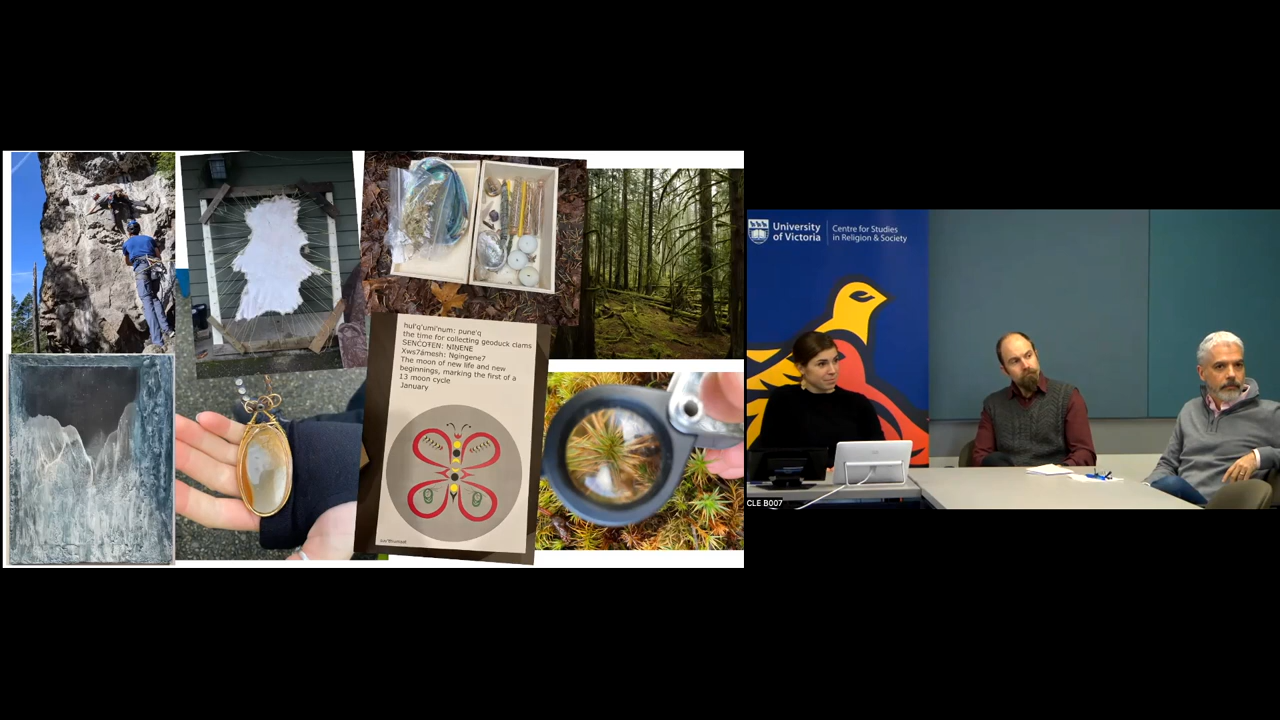 hul'q'umi'num: pune'q
the time for collecting geoduck clams
SENĆOŦEN: NINENE
Xws7ámesh: Ngingene7
The moon of new life and new
beginnings, marking the first of a
13 moon cycle
January
University
of Victoria
Centre for Studies
in Religion & Society
CLE B007